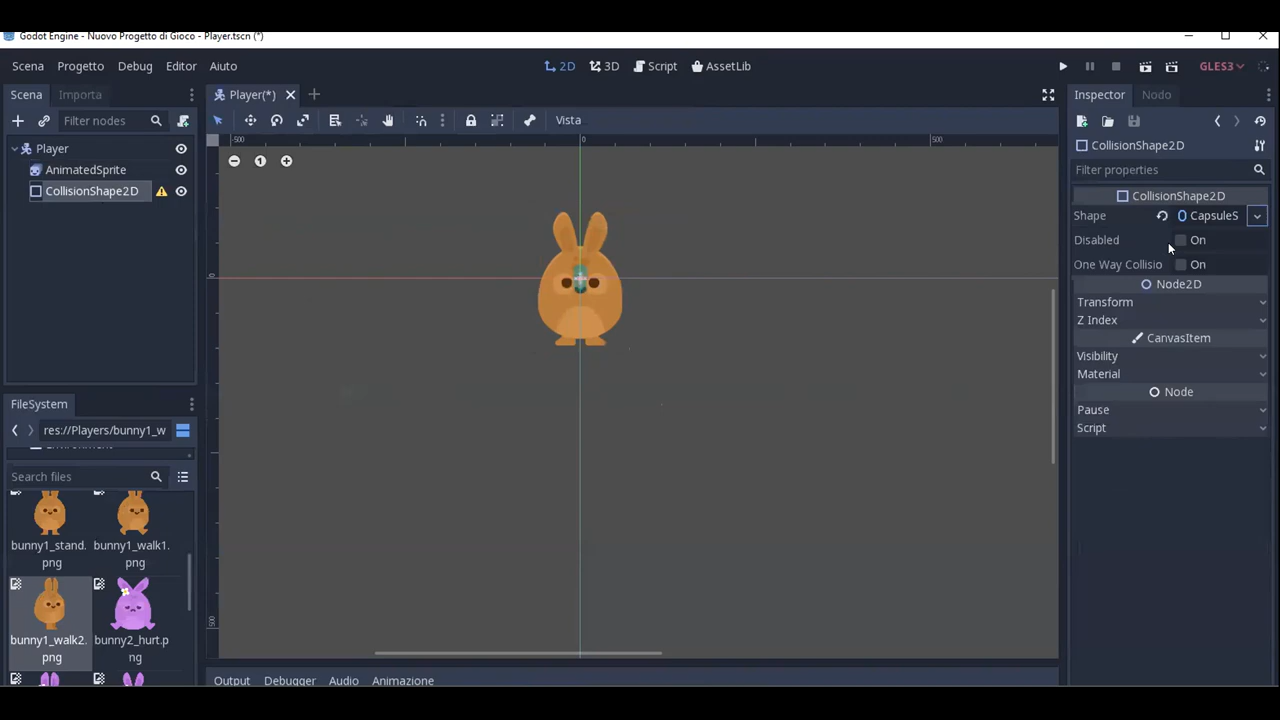 Godot Engine - Nuovo Progetto di Gioco - Player.tscn (*)
Scena Progetto Debug Editor Aiuto 2D 3D Script AssetLib GLES3
Scena Importa Player(*) Inspector Nodo
Filter nodes Vista
-500 0 500
Player CollisionShape2D
1
AnimatedSprite Filter properties
CollisionShape2D CollisionShape2D
Shape CapsuleS
Disabled On
One Way Collisio On
0
Node2D
Transform
Z Index
CanvasItem
Visibility
Material
Node
FileSystem
Pause
res://Players/bunny1_w Script
Search files
bunny1_stand. bunny1_walk1.
png png
500
bunny1_walk2. bunny2_hurt.p
png ng
Output Debugger Audio Animazione